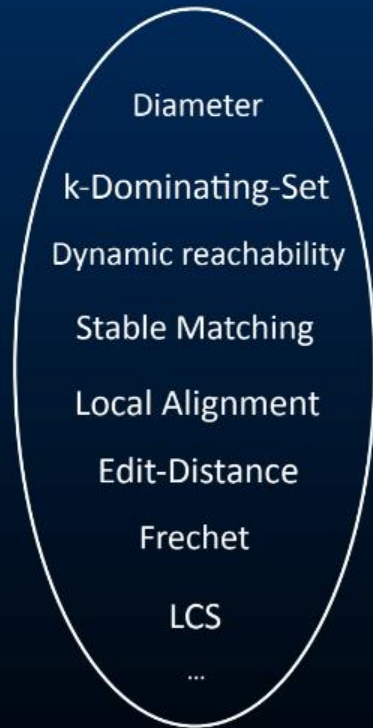 Diameter
k-Dominating-Set
Dynamic reachability
Stable Matching
Local Alignment
Edit-Distance
Frechet
LCS
...